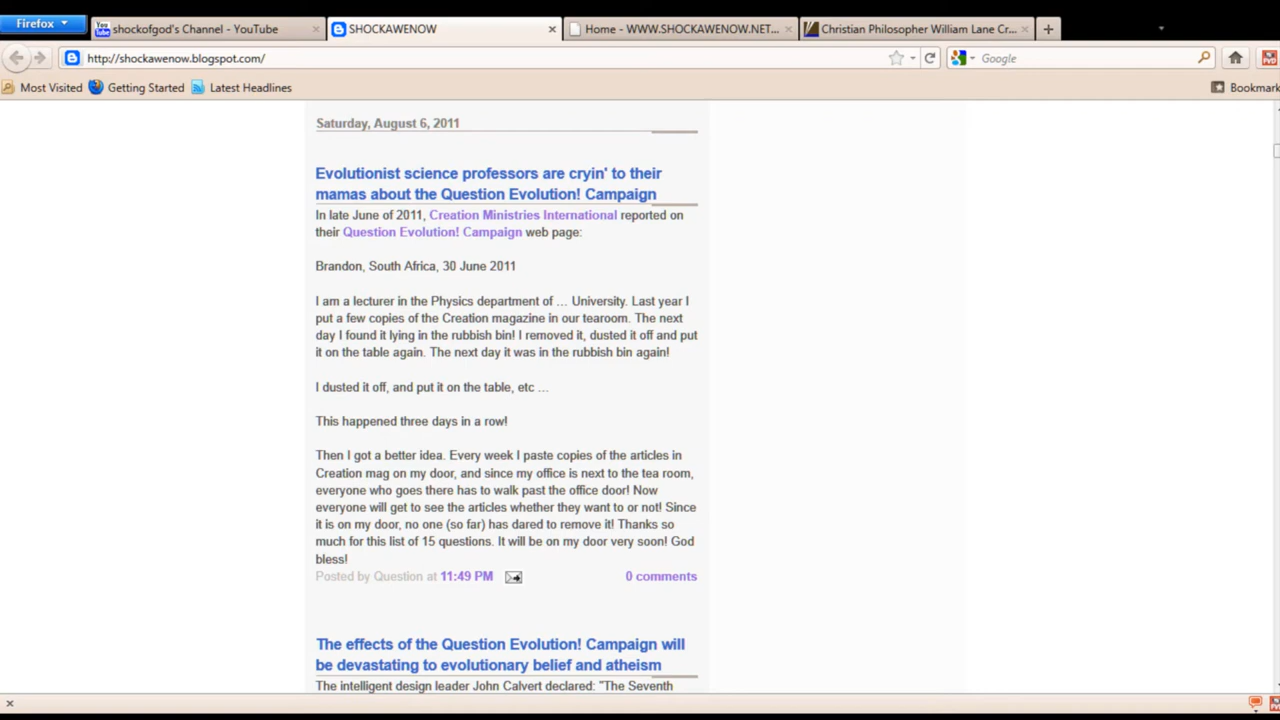 Firefox
shockofgod's Channel - YouTube
SHOCKAWENOW
Home - WWW.SHOCKAWENOW.NET...
Christian Philosopher William Lane Cr...
http://shockawenow.blogspot.com/
Google
Most Visited
Getting Started
Latest Headlines
Bookmark
Saturday, August 6, 2011
Evolutionist science professors are cryin' to their
mamas about the Question Evolution! Campaign
In late June of 2011, Creation Ministries International reported on
their Question Evolution! Campaign web page:
Brandon, South Africa, 30 June 2011
I am a lecturer in the Physics department of ... University. Last year I
put a few copies of the Creation magazine in our tearoom. The next
day I found it lying in the rubbish bin! I removed it, dusted it off and put
it on the table again. The next day it was in the rubbish bin again!
I dusted it off, and put it on the table, etc ...
This happened three days in a row!
Then I got a better idea. Every week I paste copies of the articles in
Creation mag on my door, and since my office is next to the tea room,
everyone who goes there has to walk past the office door! Now
everyone will get to see the articles whether they want to or not! Since
it is on my door, no one (so far) has dared to remove it! Thanks so
much for this list of 15 questions. It will be on my door very soon! God
bless!
Posted by Question at 11:49 PM
0 comments
The effects of the Question Evolution! Campaign will
be devastating to evolutionary belief and atheism
The intelligent design leader John Calvert declared: "The Seventh